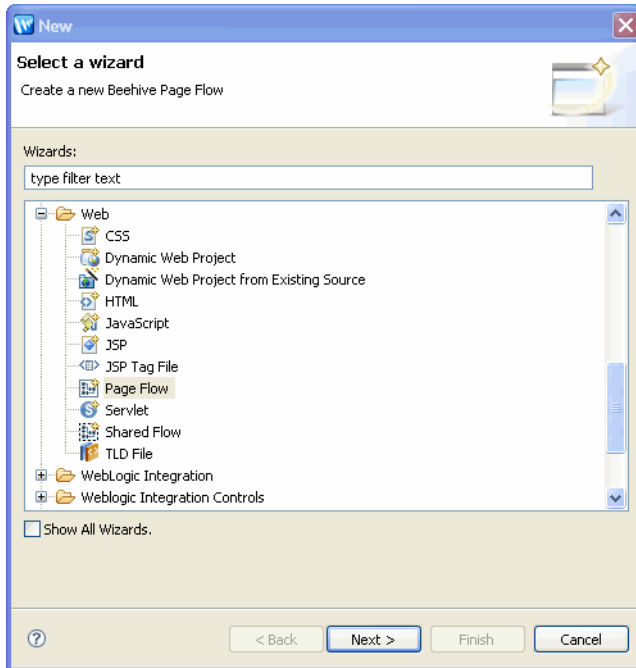 New
Select a wizard
Create a new Beehive Page Flow
Wizards:
type filter text
Web
CSS
Dynamic Web Project
Dynamic Web Project from Existing Source
HTML
JavaScript
JSP
JSP Tag File
Page Flow
Servlet
Shared Flow
TLD File
WebLogic Integration
Weblogic Integration Controls
Show All Wizards.
< Back Next > Finish Cancel